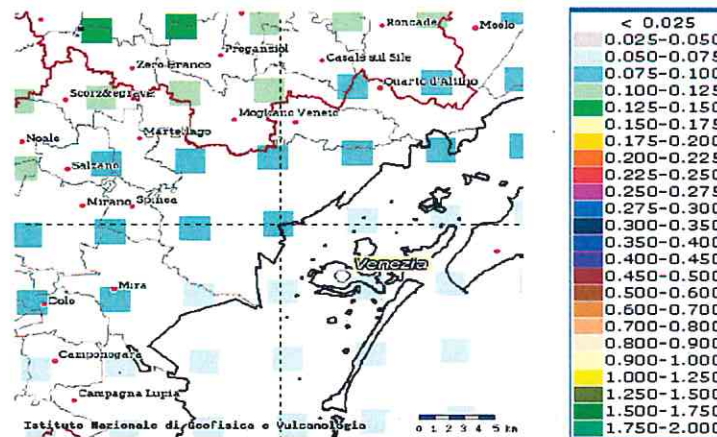 Roncade
Meolo
Preganziol
Zero Branco
Casale sul Sile
Quarto d'Altino
Scorz&egrave;
Mogliano Veneto
Noale
Martellago
Salzano
Mirano
Spinea
Venezia
Mira
Dolo
Camponogara
Campagna Lupia
Istituto Nazionale di Geofisica e Vulcanologia
0 1 2 3 4 5 km
< 0.025
0.025-0.050
0.050-0.075
0.075-0.100
0.100-0.125
0.125-0.150
0.150-0.175
0.175-0.200
0.200-0.225
0.225-0.250
0.250-0.275
0.275-0.300
0.300-0.350
0.350-0.400
0.400-0.450
0.450-0.500
0.500-0.600
0.600-0.700
0.700-0.800
0.800-0.900
0.900-1.000
1.000-1.250
1.250-1.500
1.500-1.750
1.750-2.000